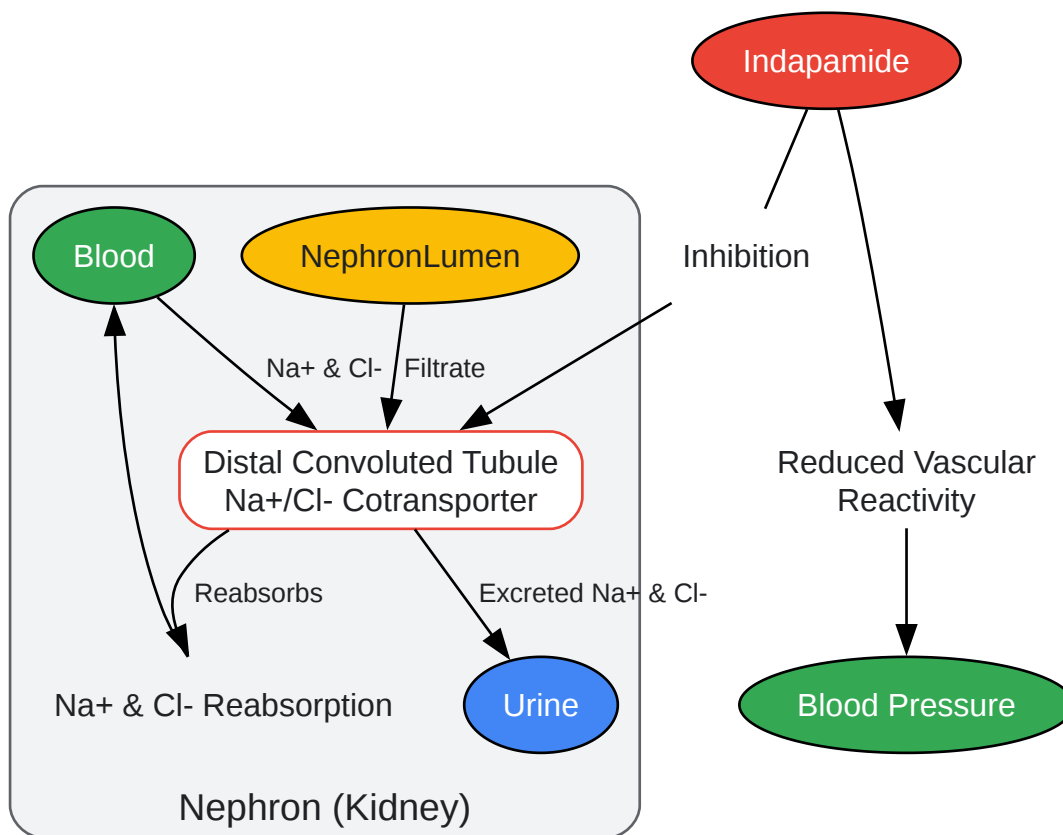 Indapamide
Blood
NephronLumen
Inhibition
Na+ & Cl-
Filtrate
Distal Convoluted Tubule
Na+/Cl- Cotransporter
Reduced Vascular
Reactivity
Reabsorbs
Excreted Na+ & Cl-
Na+ & Cl- Reabsorption
Urine
Blood Pressure
Nephron (Kidney)